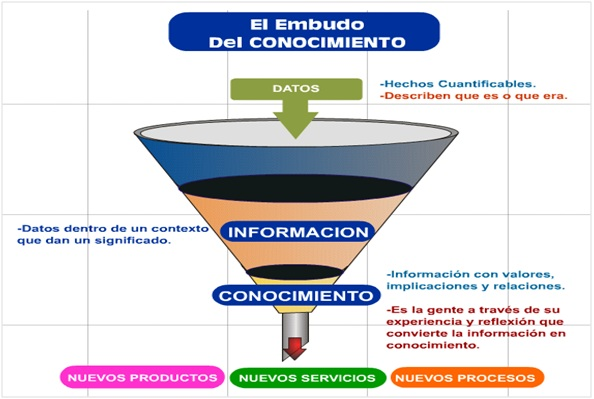 El Embudo
Del CONOCIMIENTO
DATOS
-Hechos Cuantificables.
-Describen que es o que era.
INFORMACION
-Datos dentro de un contexto
que dan un significado.
CONOCIMIENTO
-Información con valores,
implicaciones y relaciones.
-Es la gente a través de su
experiencia y reflexión que
convierte la información en
conocimiento.
NUEVOS PRODUCTOS
NUEVOS SERVICIOS
NUEVOS PROCESOS